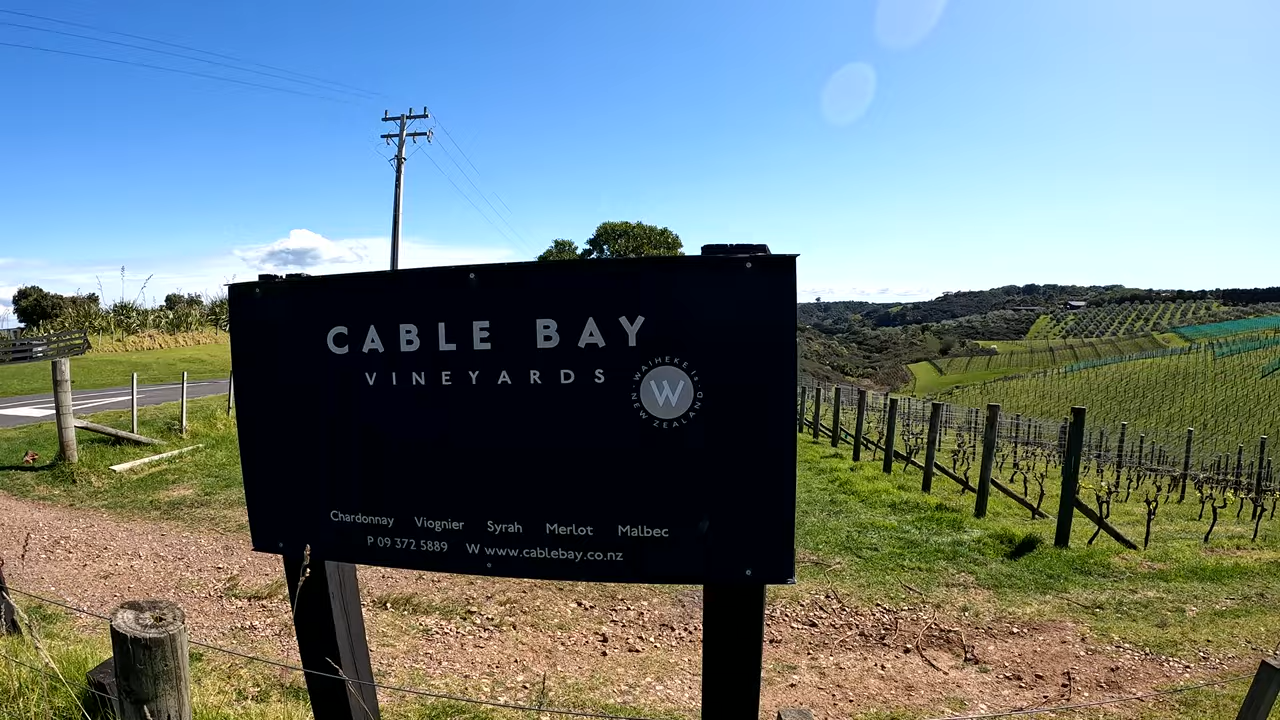 CABLE BAY
VINEYARDS
WAIHEKE Is
W
NEW ZEALAND
Chardonnay Viognier Syrah Merlot Malbec
P 09 372 5889 W www.cablebay.co.nz